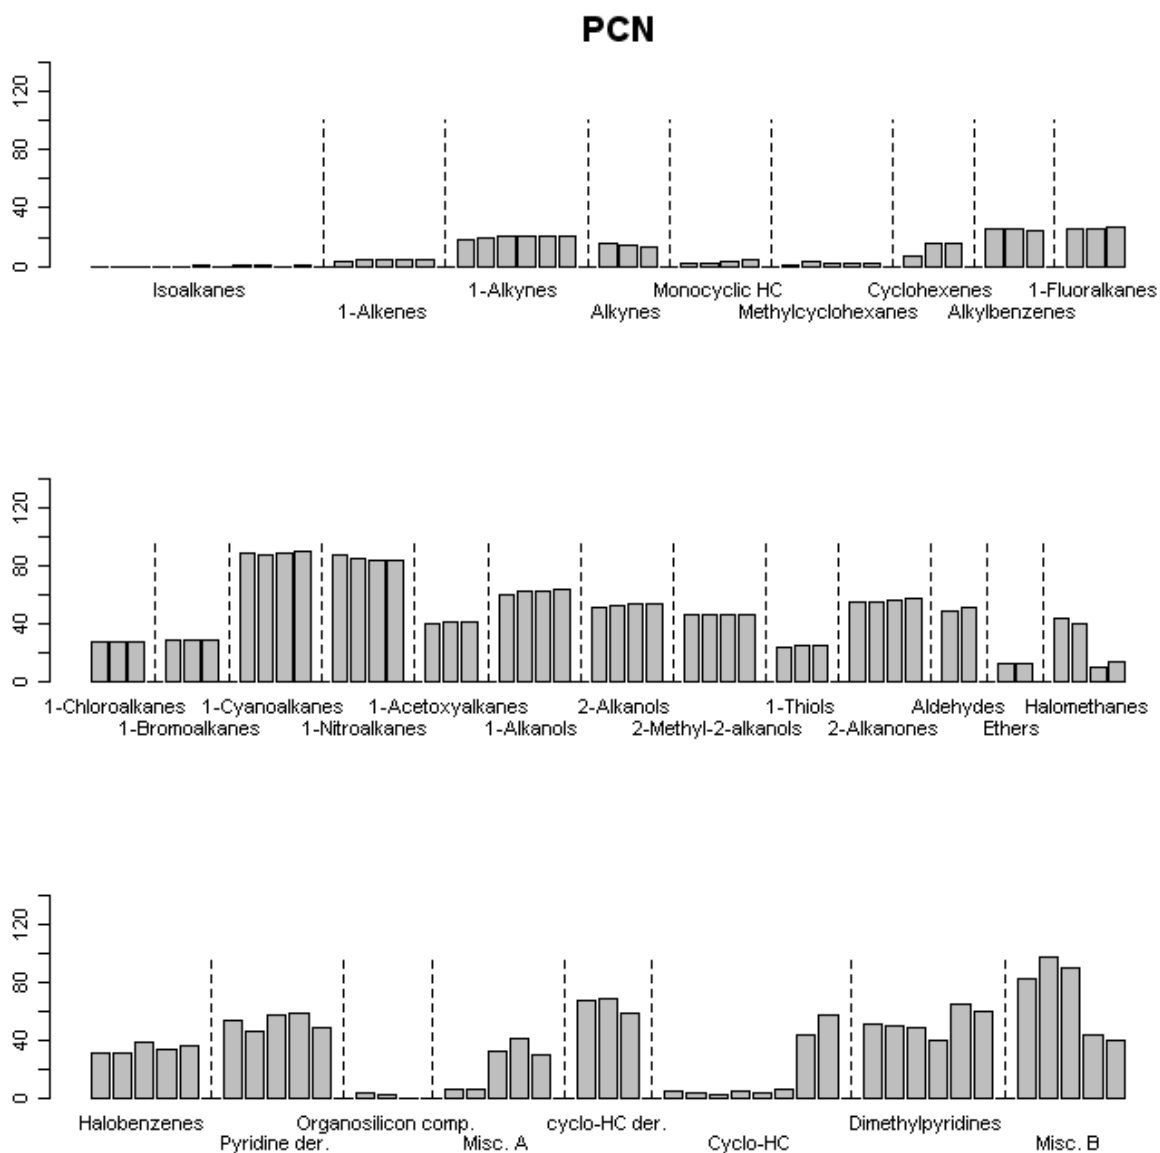 PCN
120
80
40
0
Isoalkanes 1-Alkynes Monocyclic HC Cyclohexenes 1-Fluoralkanes
1-Alkenes Alkynes Methylcyclohexanes Alkylbenzenes
120
80
40
0
1-Chloroalkanes 1-Cyanoalkanes 1-Acetoxyalkanes 2-Alkanols 1-Thiols Aldehydes Halomethanes
1-Bromoalkanes 1-Nitroalkanes 1-Alkanols 2-Methyl-2-alkanols 2-Alkanones Ethers
120
80
40
0
Halobenzenes Organosilicon comp. cyclo-HC der. Dimethylpyridines
Pyridine der. Misc. A Cyclo-HC Misc. B